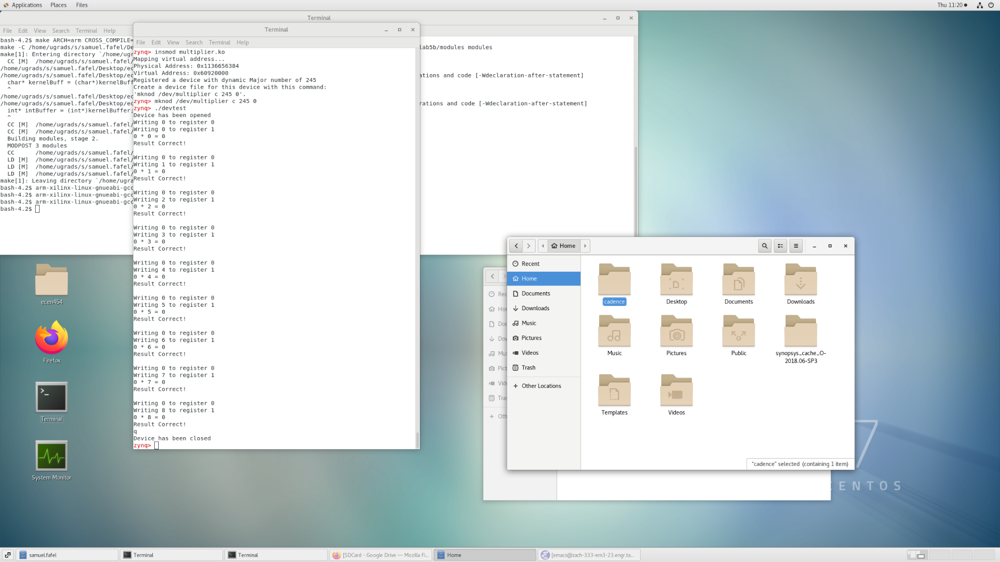 Applications Places Files
Thu 11:20
Terminal
File Edit View Search Terminal Help
bash-4.2$ make ARCH=arm CROSS_COMPILE=
make -C /home/ugrads/s/samuel.fafel/De
lab5b/modules modules
make[1]: Entering directory `/home/ugr
CC [M] /home/ugrads/s/samuel.fafel/
/home/ugrads/s/samuel.fafel/Desktop/ec
/home/ugrads/s/samuel.fafel/Desktop/ec
ations and code [-Wdeclaration-after-statement]
char* kernelBuff = (char*)kernelBuff
^
/home/ugrads/s/samuel.fafel/Desktop/ec
/home/ugrads/s/samuel.fafel/Desktop/ec
rations and code [-Wdeclaration-after-statement]
int* intBuffer = (int*)kernelBuffer;
^
CC [M] /home/ugrads/s/samuel.fafel/
CC [M] /home/ugrads/s/samuel.fafel/
Building modules, stage 2.
MODPOST 3 modules
CC /home/ugrads/s/samuel.fafel/
LD [M] /home/ugrads/s/samuel.fafel/
LD [M] /home/ugrads/s/samuel.fafel/
LD [M] /home/ugrads/s/samuel.fafel/
make[1]: Leaving directory `/home/ugra
bash-4.2$ arm-xilinx-linux-gnueabi-gcc
bash-4.2$ arm-xilinx-linux-gnueabi-gcc
bash-4.2$ arm-xilinx-linux-gnueabi-gcc
bash-4.2$
Terminal
File Edit View Search Terminal Help
zynq> insmod multiplier.ko
Mapping virtual address...
Physical Address: 0x1136656384
Virtual Address: 0x60920000
Registered a device with dynamic Major number of 245
Create a device file for this device with this command:
'mknod /dev/multiplier c 245 0'.
zynq> mknod /dev/multiplier c 245 0
zynq> ./devtest
Device has been opened
Writing 0 to register 0
Writing 0 to register 1
0 * 0 = 0
Result Correct!
Writing 0 to register 0
Writing 1 to register 1
0 * 1 = 0
Result Correct!
Writing 0 to register 0
Writing 2 to register 1
0 * 2 = 0
Result Correct!
Writing 0 to register 0
Writing 3 to register 1
0 * 3 = 0
Result Correct!
Writing 0 to register 0
Writing 4 to register 1
0 * 4 = 0
Result Correct!
Writing 0 to register 0
Writing 5 to register 1
0 * 5 = 0
Result Correct!
Writing 0 to register 0
Writing 6 to register 1
0 * 6 = 0
Result Correct!
Writing 0 to register 0
Writing 7 to register 1
0 * 7 = 0
Result Correct!
Writing 0 to register 0
Writing 8 to register 1
0 * 8 = 0
Result Correct!
q
Device has been closed
zynq>
ecen454
Firefox
Terminal
System Monitor
Rec
Hor
Doc
Dov
Mus
Pict
Vide
Tras
Oth
Home
Recent
Home
Documents
Downloads
Music
Pictures
Videos
Trash
Other Locations
cadence
Desktop
Documents
Downloads
Music
Pictures
Public
synopsys_cache_O-
2018.06-SP3
Templates
Videos
"cadence" selected (containing 1 item)
7
CENTOS
samuel.fafel
Terminal
Terminal
[SDCard - Google Drive — Mozilla Fi...
Home
[emacs@zach-333-em3-23.engr.ta...